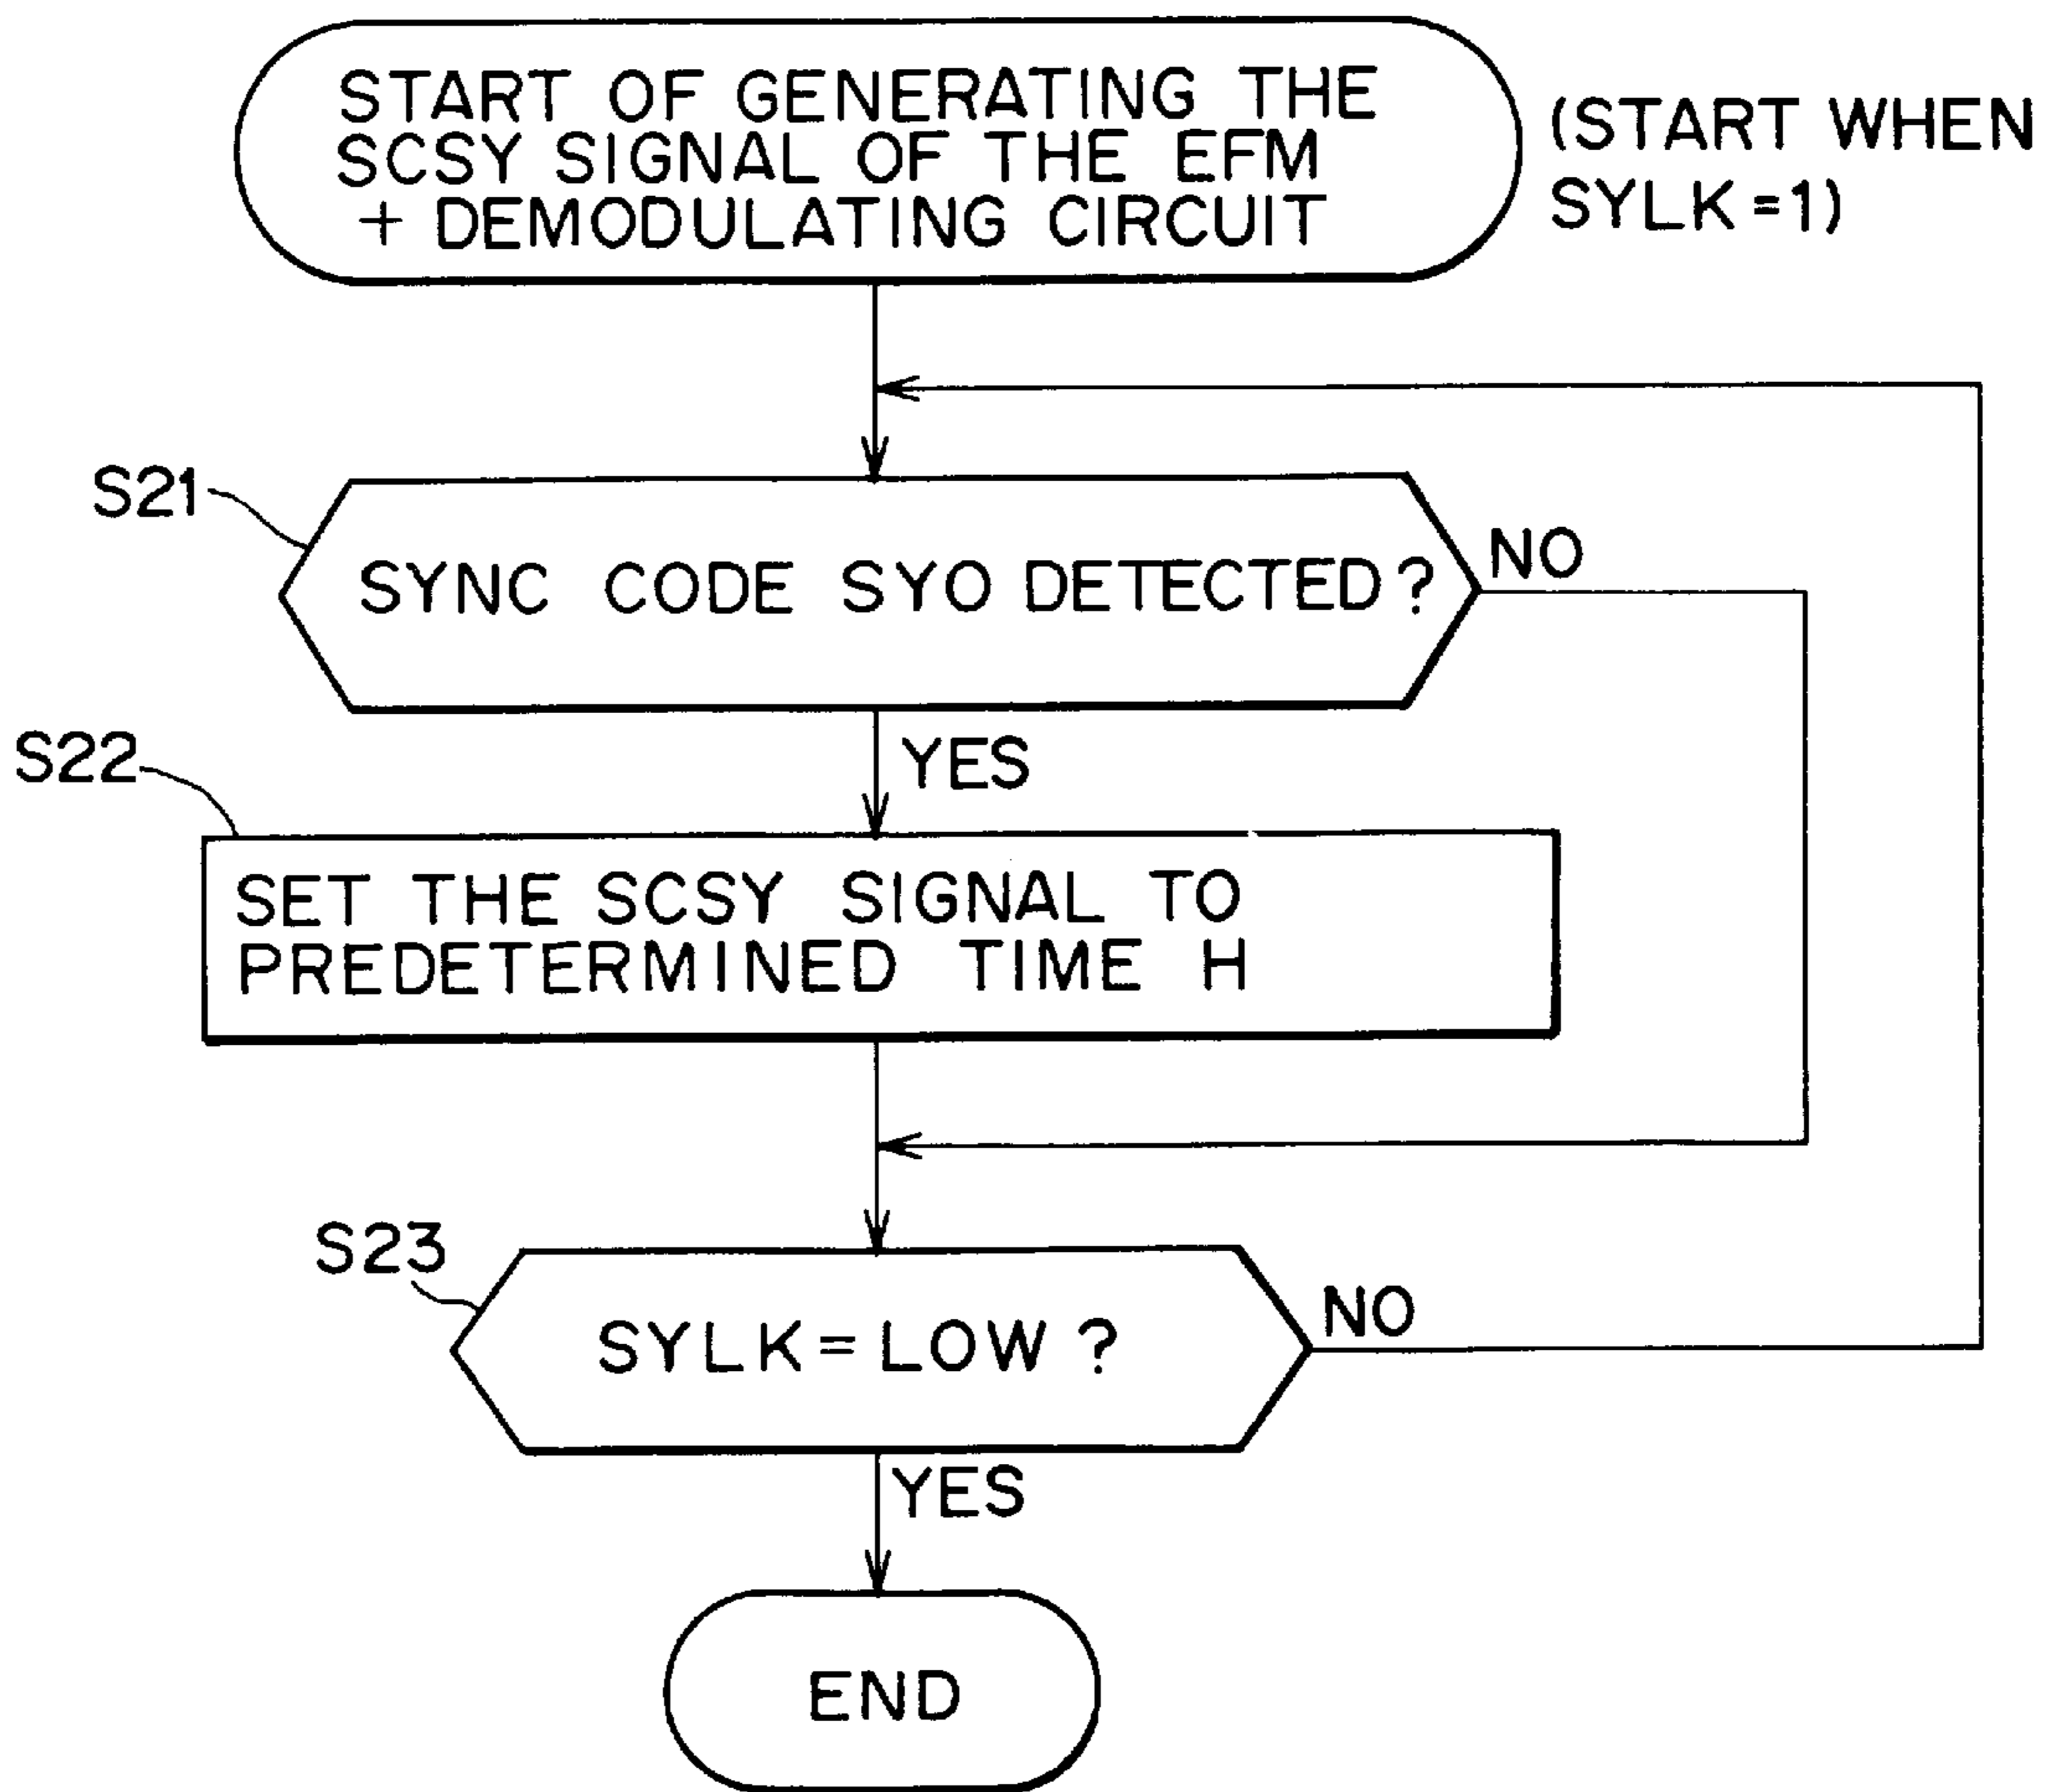 START OF GENERATING THE
SCSY SIGNAL OF THE EFM
+ DEMODULATING CIRCUIT
(START WHEN
SYLK=1)
S21
SYNC CODE SYO DETECTED?
NO
YES
S22
SET THE SCSY SIGNAL TO
PREDETERMINED TIME H
S23
SYLK=LOW?
NO
YES
END